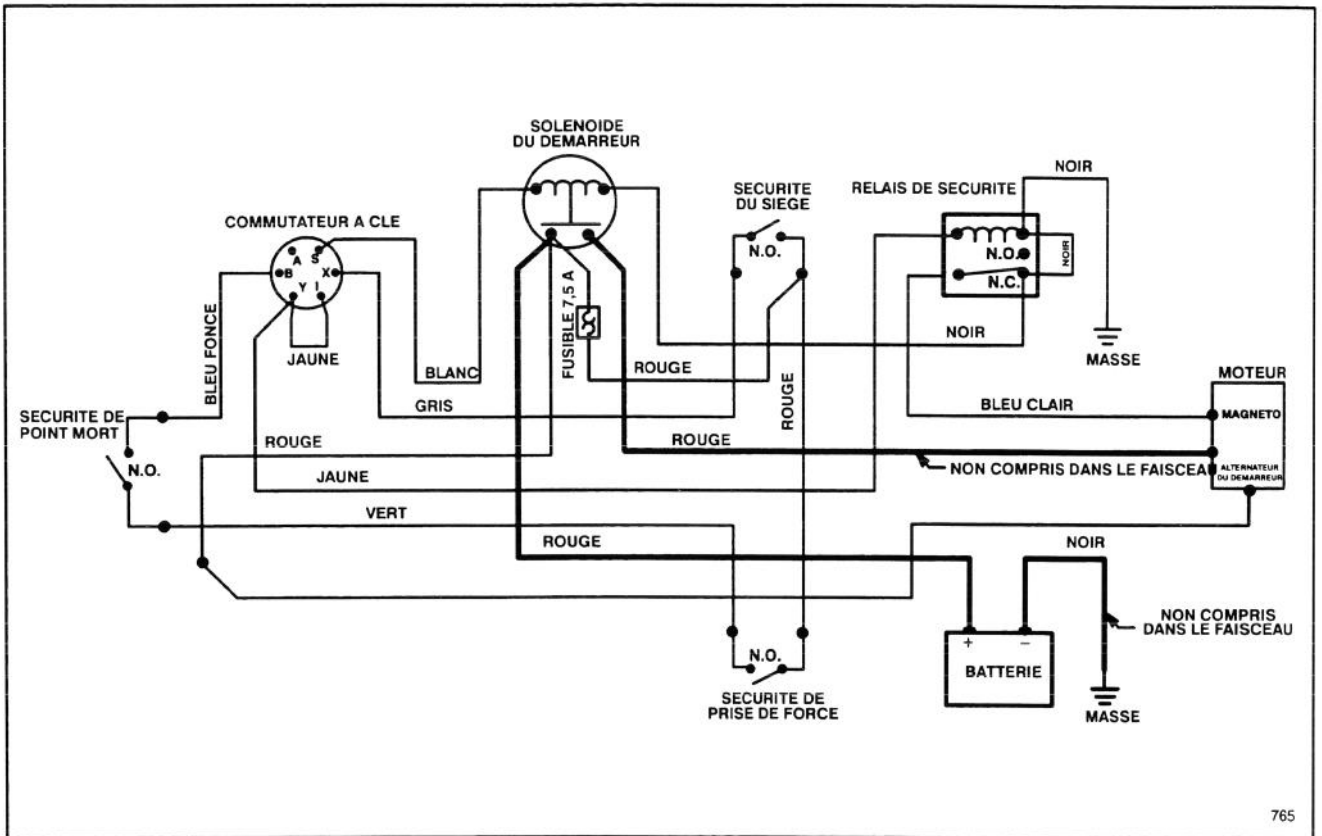 SOLENOIDE
DU DEMARREUR
NOIR
SECURITE
DU SIEGE
RELAIS DE SECURITE
COMMUTATEUR A CLE
A
S
B
X
Y
I
N.O.
N.O.
NOIR
N.C.
BLEU FONCE
JAUNE
FUSIBLE 7,5 A
NOIR
MASSE
BLANC
ROUGE
ROUGE
MOTEUR
GRIS
BLEU CLAIR
MAGNETO
SECURITE DE
POINT MORT
ROUGE
ROUGE
N.O.
NON COMPRIS DANS LE FAISCEAU
ALTERNATEUR
DU DEMARREUR
JAUNE
VERT
ROUGE
NOIR
NON COMPRIS
DANS LE FAISCEAU
+
−
N.O.
BATTERIE
SECURITE DE
PRISE DE FORCE
MASSE
765